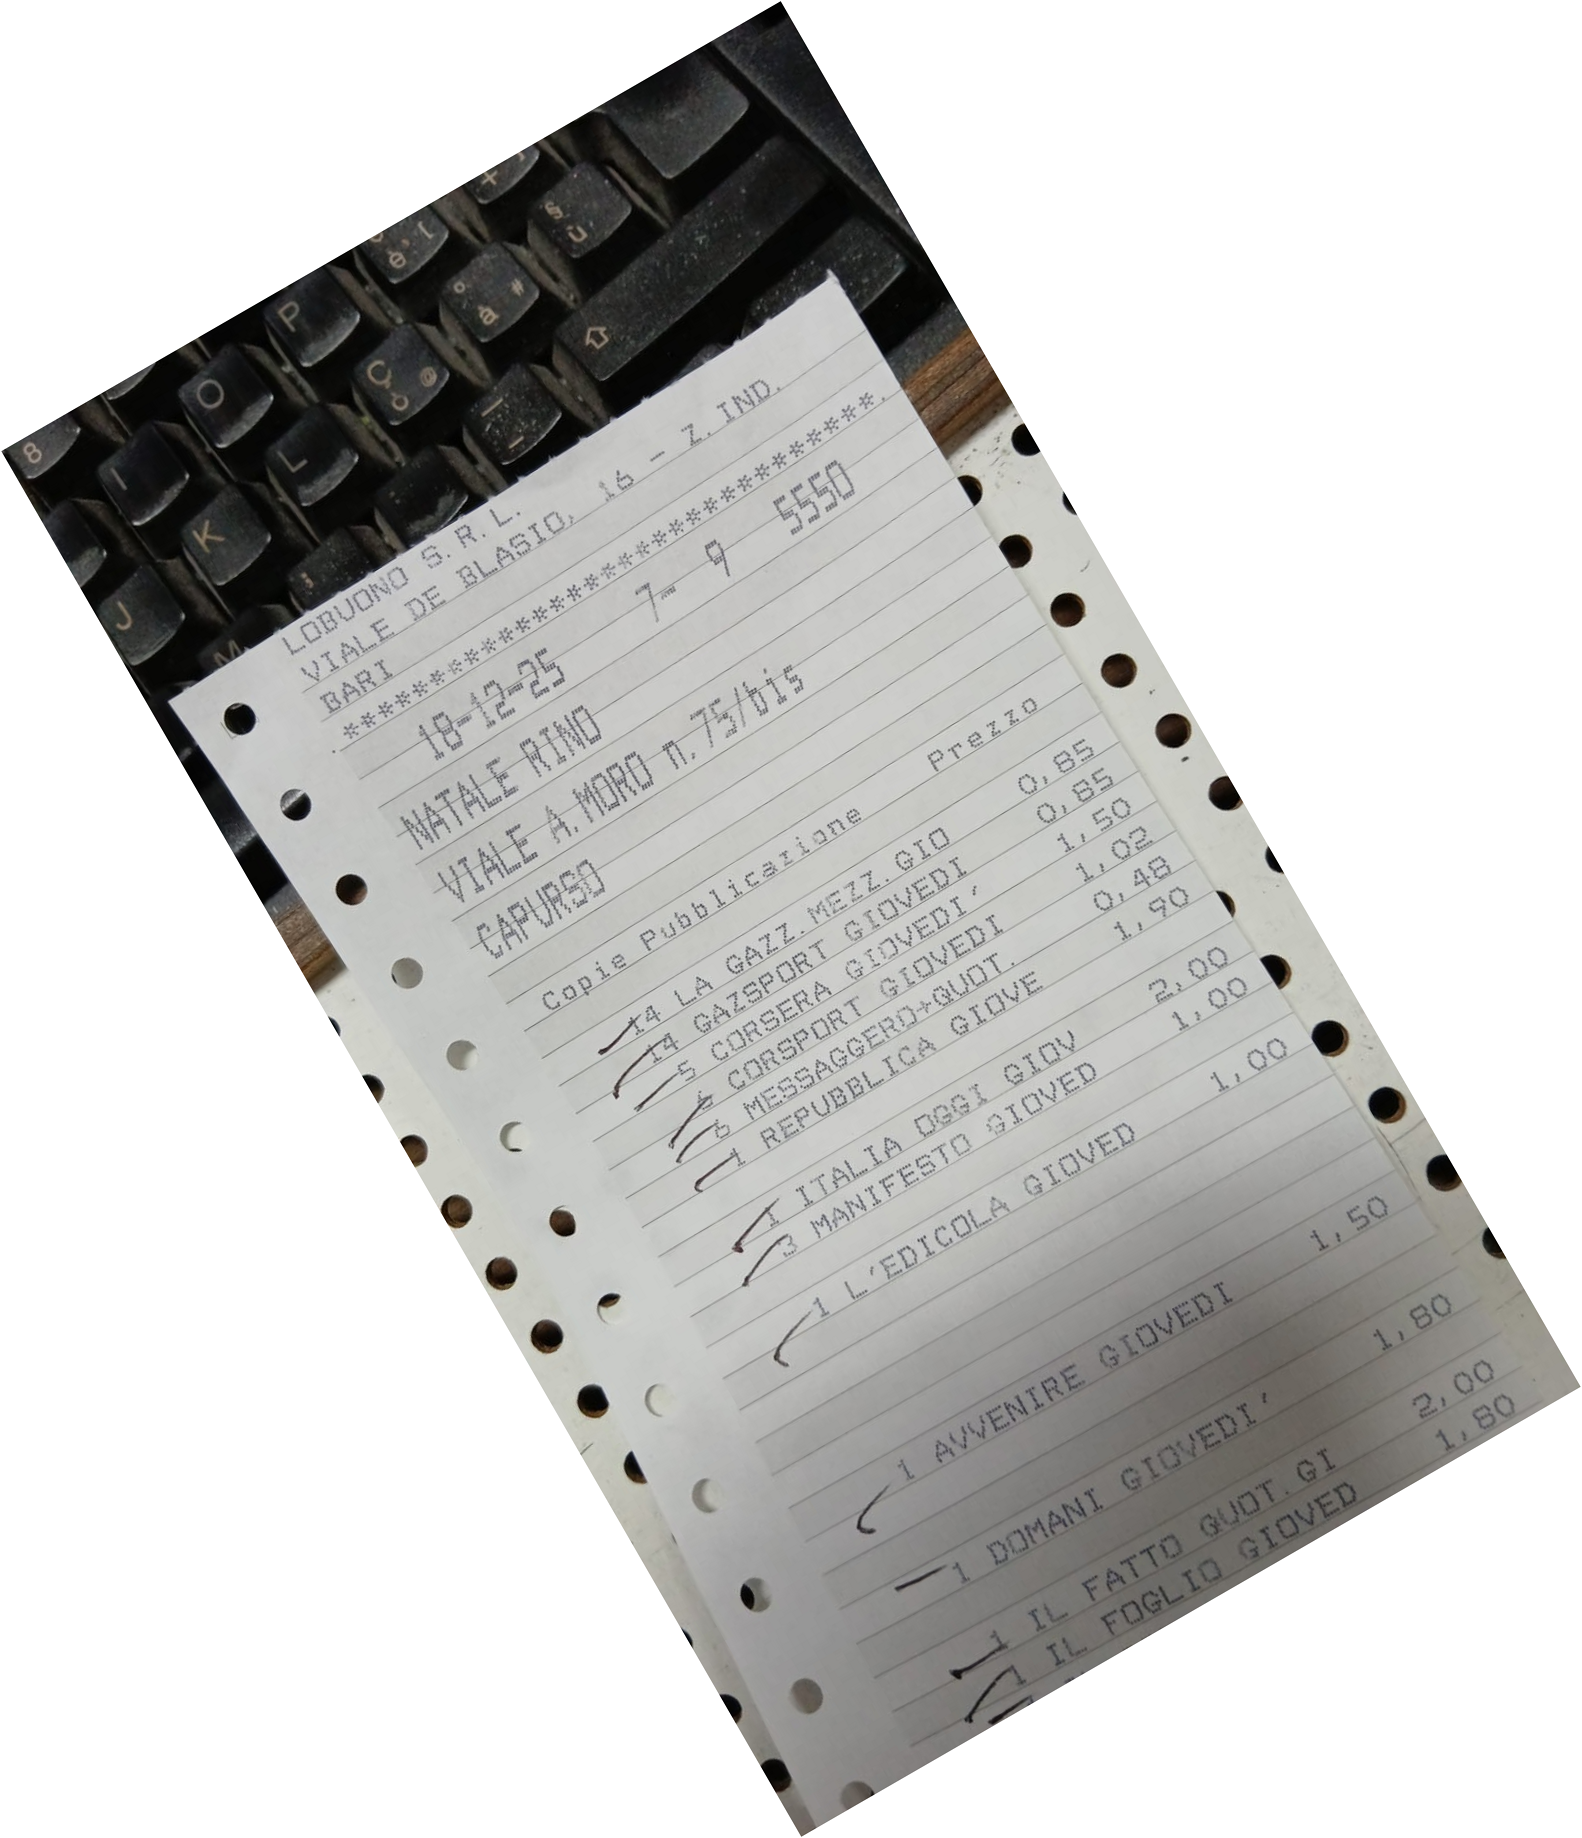 LOBUONO S.R.L.
VIALE DE BLASIO, 16 - Z. IND.
BARI
.********************************.
18-12-25 7- 9 5550
NATALE RINO
VIALE A.MORO n.75/bis
CAPURSO
Copie Pubblicazione Prezzo
14 LA GAZZ.MEZZ.GIO 0,85
14 GAZSPORT GIOVEDI 0,85
5 CORSERA GIOVEDI' 1,50
CORSPORT GIOVEDI 1,02
6 MESSAGGERO+QUOT. 0,48
1 REPUBBLICA GIOVE 1,90
1 ITALIA OGGI GIOV 2,00
3 MANIFESTO GIOVED 1,00
1 L'EDICOLA GIOVED 1,00
1 AVVENIRE GIOVEDI 1,50
1 DOMANI GIOVEDI' 1,80
1 IL FATTO QUOT.GI 2,00
1 IL FOGLIO GIOVED 1,80
8
I
O
P
J
K
L
M
Ç
ç
@
è
[
+
°
à
#
§
ù
;